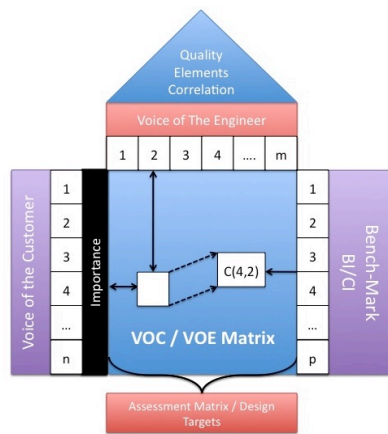 Quality
Elements
Correlation
Voice of The Engineer
1 2 3 4 .... m
Voice of the Customer
1
2
3
4
...
n
Importance
C(4,2)
VOC / VOE Matrix
1
2
3
4
...
p
Bench-Mark
BI/CI
Assessment Matrix / Design
Targets